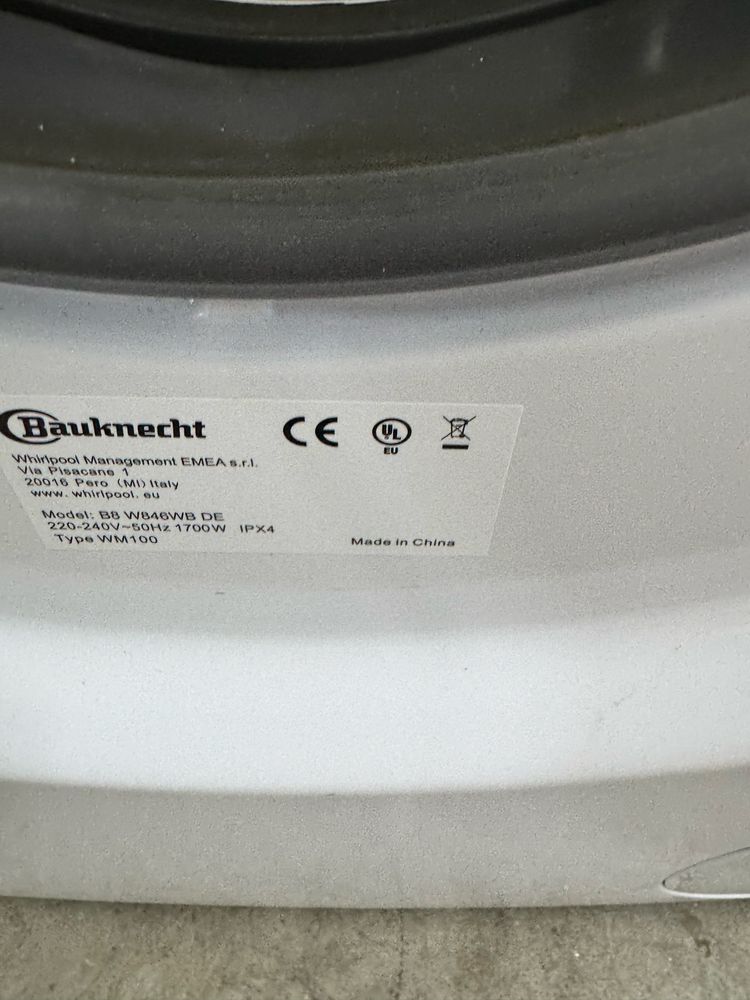 Bauknecht
CE
UL
EU
Whirlpool Management EMEA s.r.l.
Via Pisacane 1
20016 Pero (MI) Italy
www. whirlpool. eu
Model: B8 W846WB DE
220-240V~50Hz 1700W IPX4
Type WM100
Made in China